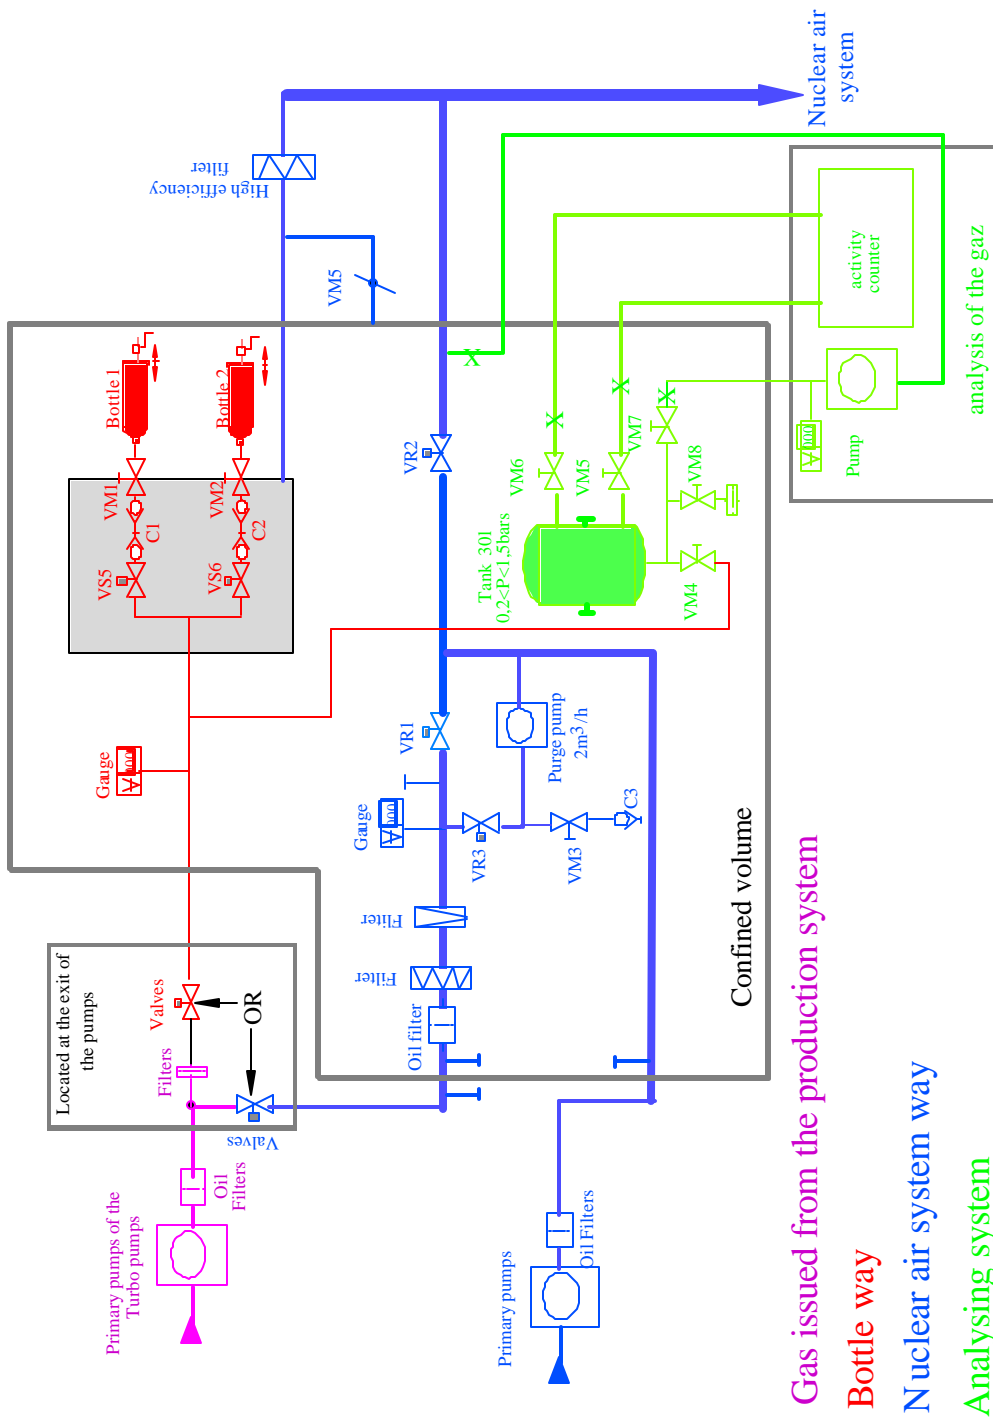 Primary pumps of the
Turbo pumps
Oil
Filters
Located at the exit of
the pumps
Filters
Valves
OR
Valves
Gauge
VS5
VS6
C1
C2
VM1
VM2
Bottle 1
Bottle 2
High efficiency
filter
VM5
Nuclear air
system
Primary pumps
Oil Filters
Oil filter
Filter
Fliter
Gauge
000
A
000
A
VR1
VR2
VR3
VM3
C3
Purge pump
2m³/h
Tank 30l
0,2<P<1,5bars
VM6
VM5
VM7
VM8
VM4
X
X
X
X
Pump
000
A
activity
counter
analysis of the gaz
Confined volume
Gas issued from the production system
Bottle way
Nuclear air system way
Analysing system